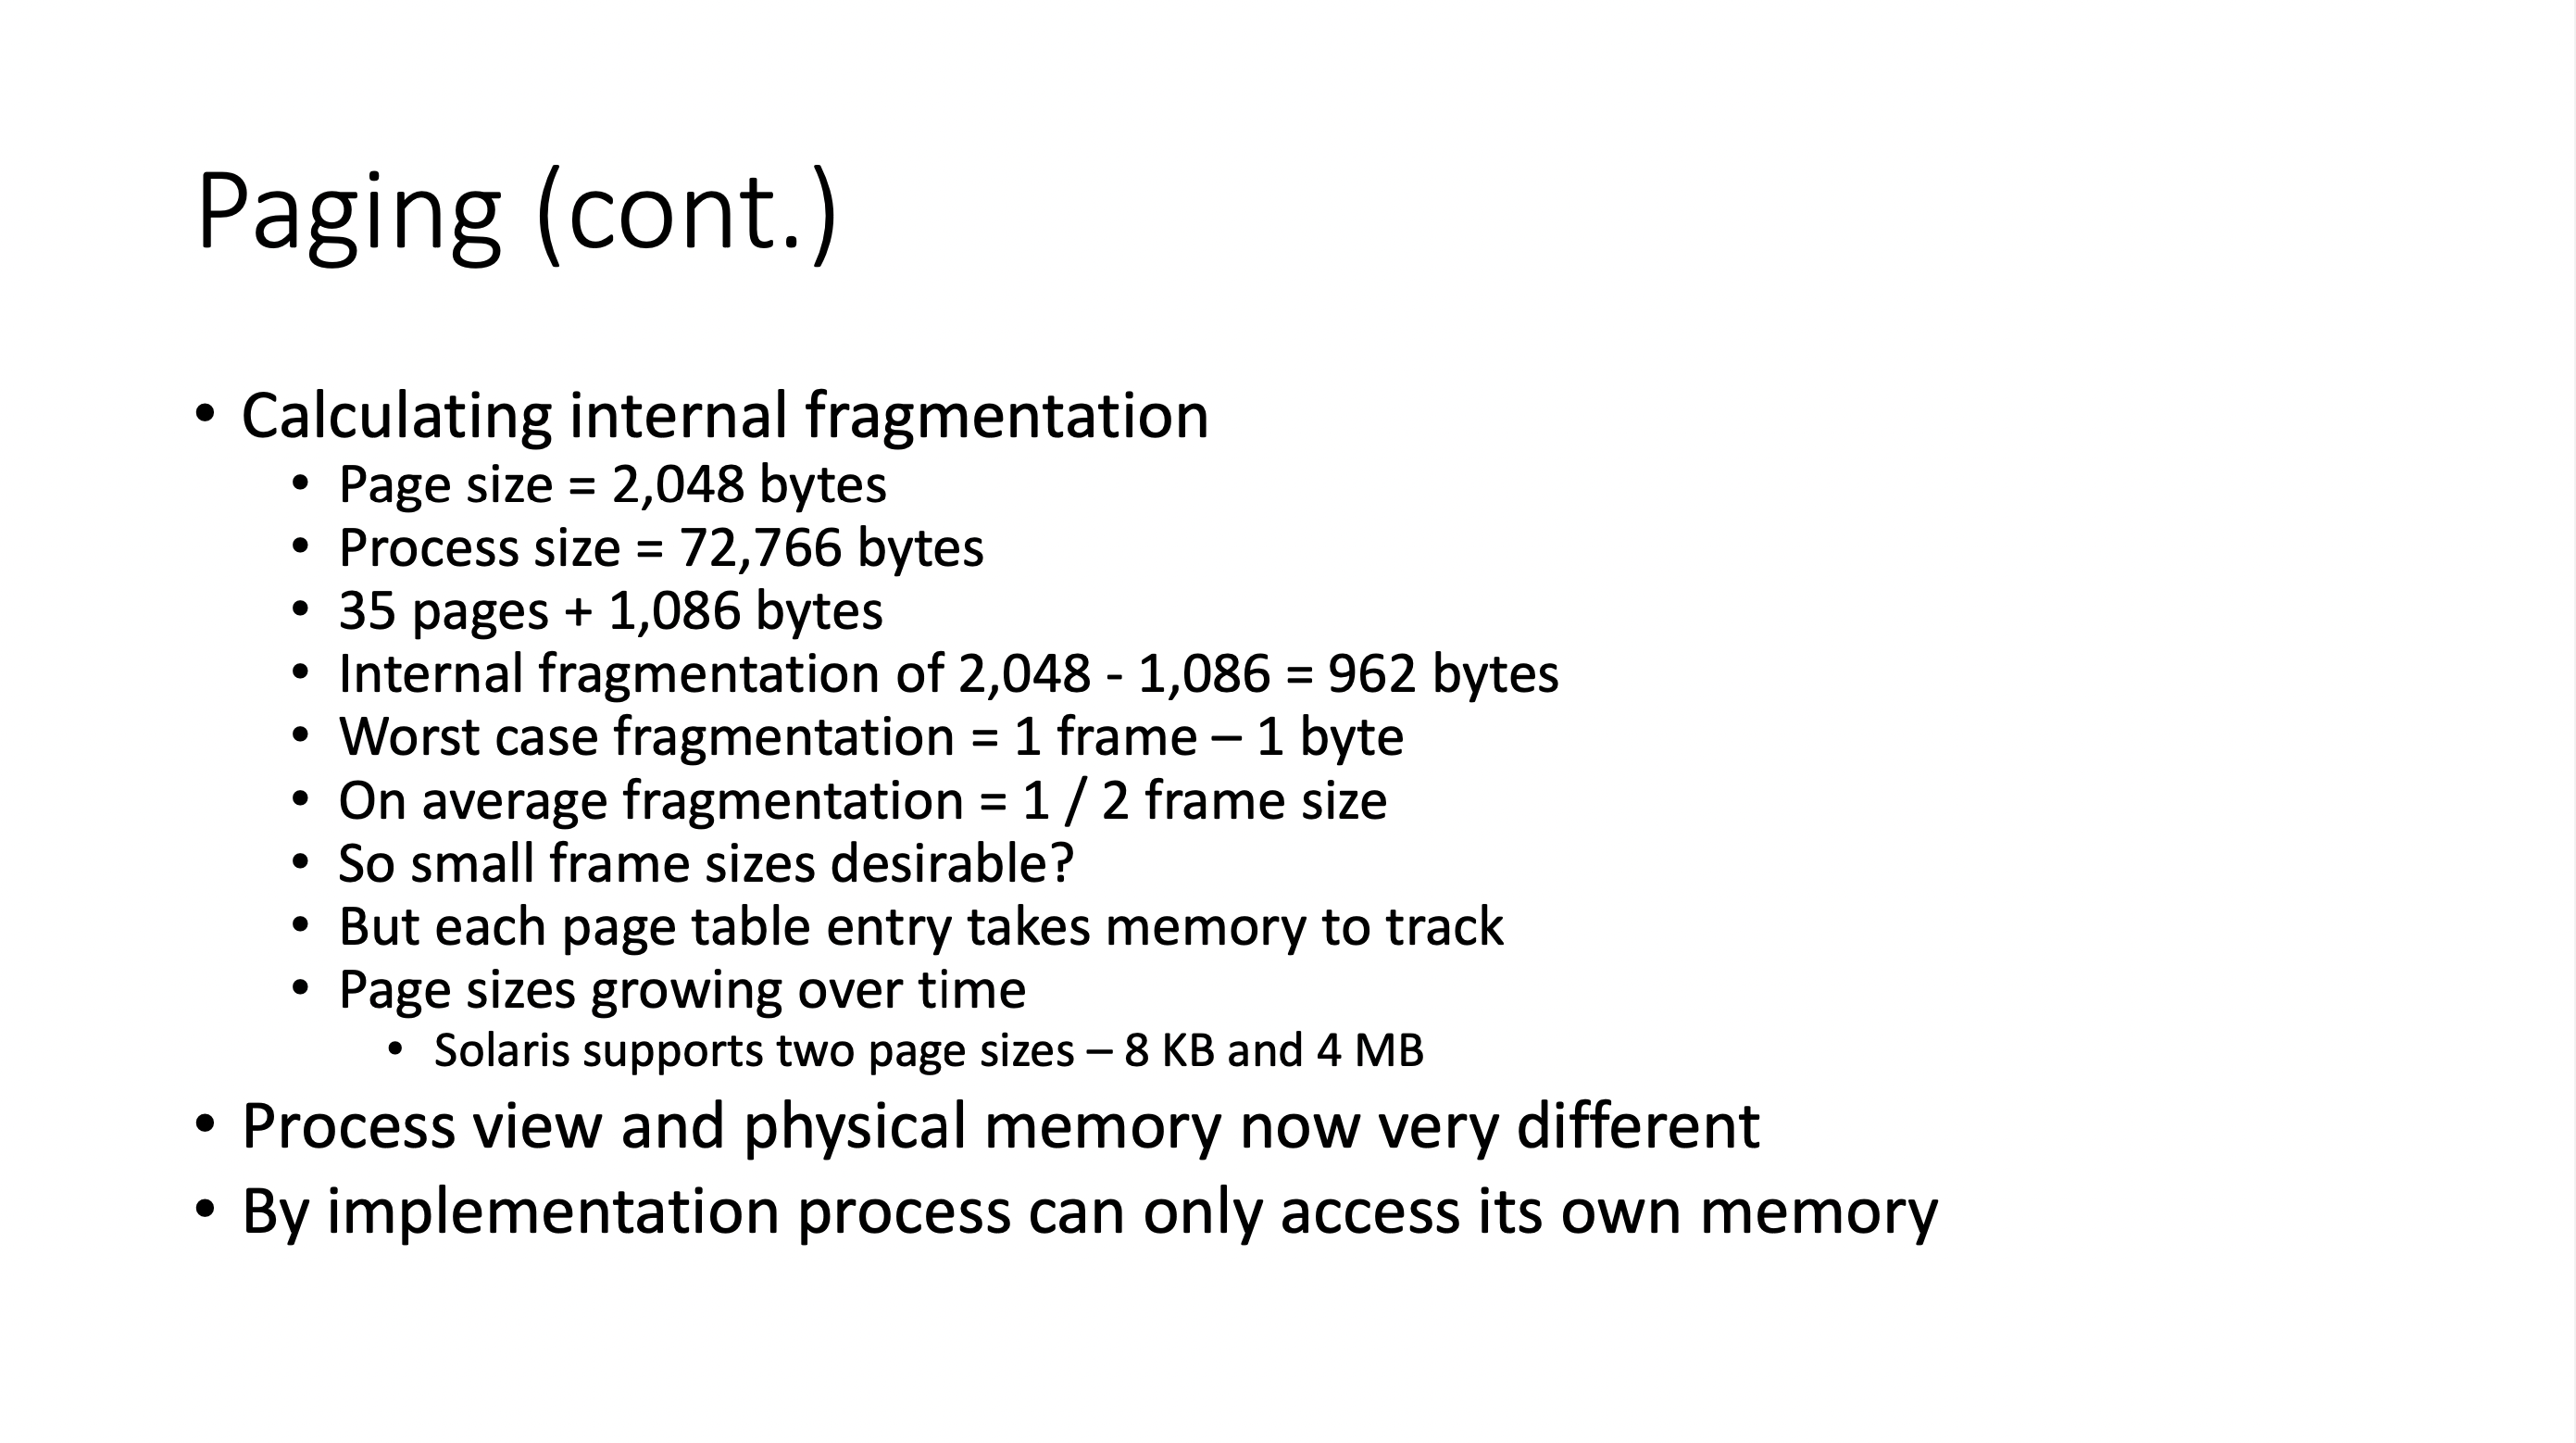 Paging (cont.)
• Calculating internal fragmentation
• Page size = 2,048 bytes
• Process size = 72,766 bytes
• 35 pages + 1,086 bytes
• Internal fragmentation of 2,048 - 1,086 = 962 bytes
• Worst case fragmentation = 1 frame – 1 byte
• On average fragmentation = 1 / 2 frame size
• So small frame sizes desirable?
• But each page table entry takes memory to track
• Page sizes growing over time
• Solaris supports two page sizes – 8 KB and 4 MB
• Process view and physical memory now very different
• By implementation process can only access its own memory